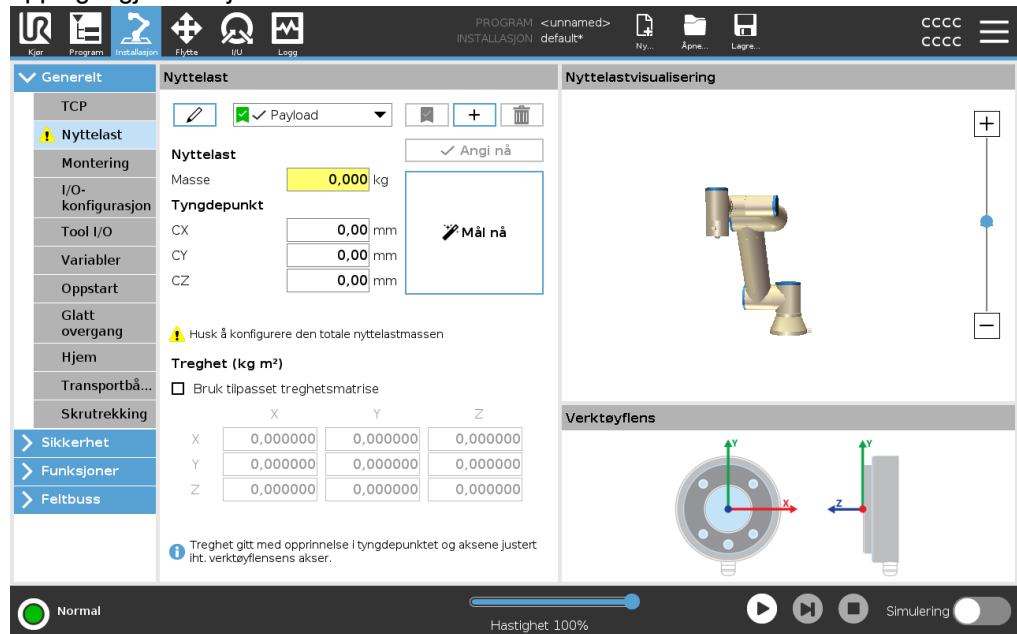 PROGRAM <unnamed>
INSTALLASJON default*
UR
Kjør
Program
Installasjon
Flytte
I/U
Logg
Ny...
Åpne...
Lagre...
CCCC
CCCC
Generelt
TCP
Nyttelast
Montering
I/O-
konfigurasjon
Tool I/O
Variabler
Oppstart
Glatt
overgang
Hjem
Transportbå...
Skrutrekking
Sikkerhet
Funksjoner
Feltbuss
Nyttelast
Payload
+
Angi nå
Nyttelast
Masse 0,000 kg
Tyngdepunkt
CX 0,00 mm
CY 0,00 mm
CZ 0,00 mm
Mål nå
Husk å konfigurere den totale nyttelastmassen
Treghet (kg m²)
Bruk tilpasset treghetsmatrise
X Y Z
X 0,000000 0,000000 0,000000
Y 0,000000 0,000000 0,000000
Z 0,000000 0,000000 0,000000
Treghet gitt med opprinnelse i tyngdepunktet og aksene justert
iht. verktøyflensens akser.
Nyttelastvisualisering
Verktøyflens
Y
X
Y
Z
Normal
Hastighet 100%
Simulering